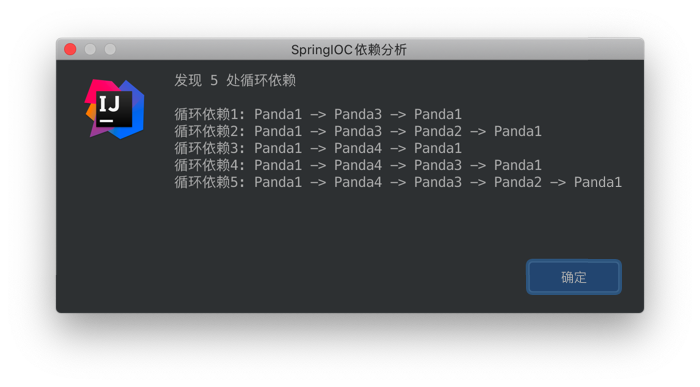 SpringIOC依赖分析
IJ
发现 5 处循环依赖
循环依赖1: Panda1 —> Panda3 —> Panda1
循环依赖2: Panda1 —> Panda3 —> Panda2 —> Panda1
循环依赖3: Panda1 —> Panda4 —> Panda1
循环依赖4: Panda1 —> Panda4 —> Panda3 —> Panda1
循环依赖5: Panda1 —> Panda4 —> Panda3 —> Panda2 —> Panda1
确定